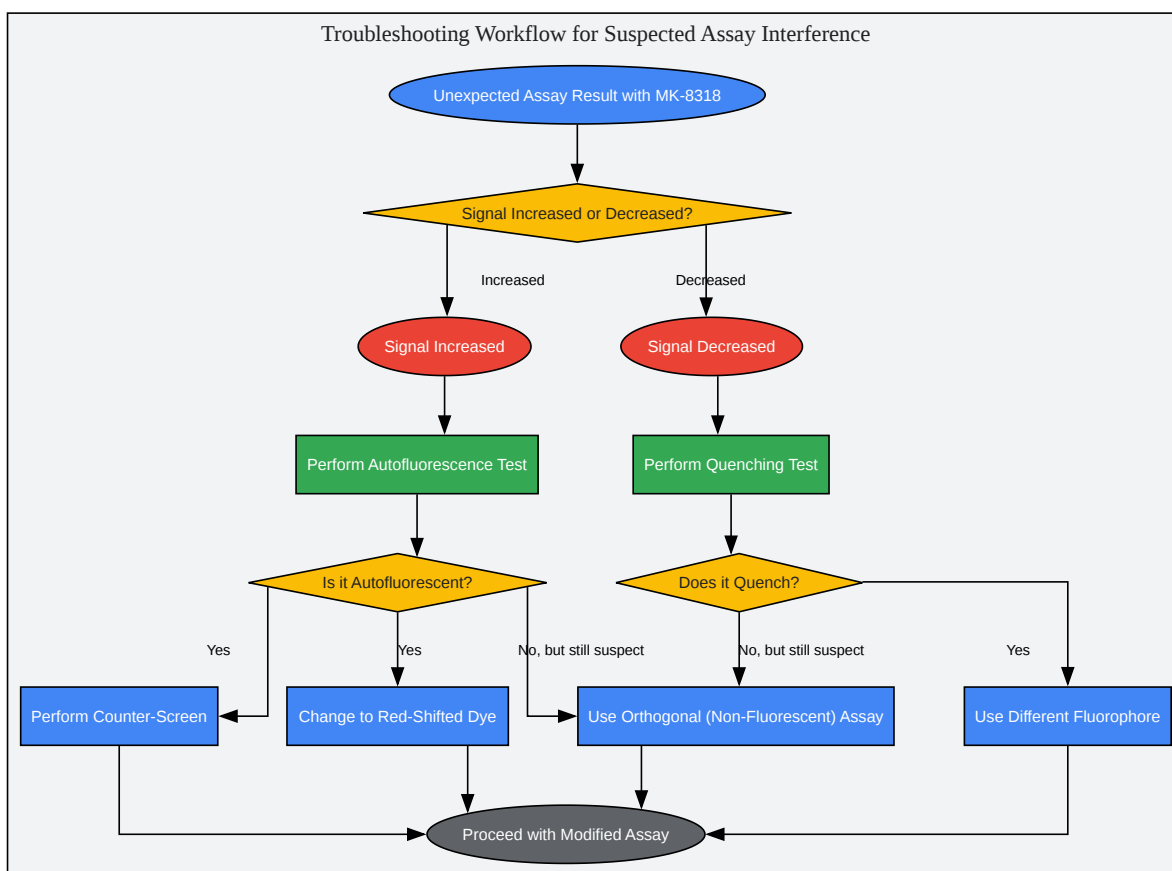 Troubleshooting Workflow for Suspected Assay Interference
Unexpected Assay Result with MK-8318
Signal Increased or Decreased?
Increased
Decreased
Signal Increased
Signal Decreased
Perform Autofluorescence Test
Perform Quenching Test
Is it Autofluorescent?
Does it Quench?
Yes
Yes
No, but still suspect
No, but still suspect
Yes
Perform Counter-Screen
Change to Red-Shifted Dye
Use Orthogonal (Non-Fluorescent) Assay
Use Different Fluorophore
Proceed with Modified Assay